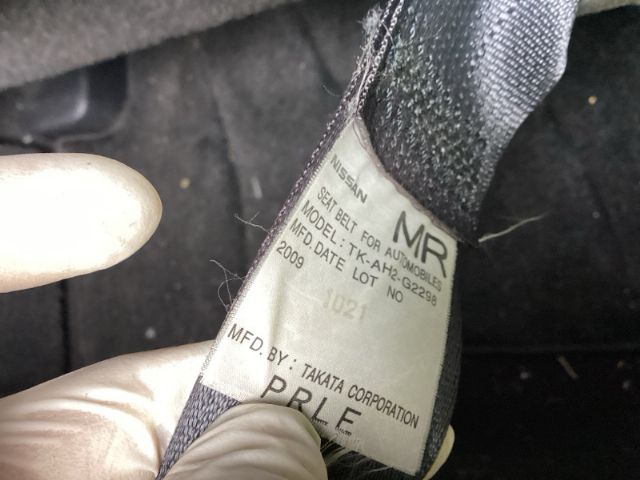 NISSAN
MR
SEAT BELT FOR AUTOMOBILES
MODEL: TK-AH2-G2298
MFD. DATE LOT NO
2009
1021
MFD. BY: TAKATA CORPORATION
PRLF